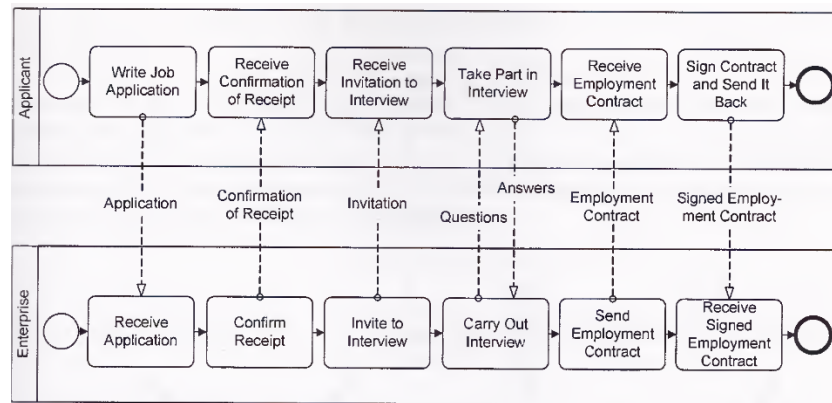 Applicant
Write Job
Application
Receive
Confirmation
of Receipt
Receive
Invitation to
Interview
Take Part in
Interview
Receive
Employment
Contract
Sign Contract
and Send It
Back
Application
Confirmation
of Receipt
Invitation
Questions
Answers
Employment
Contract
Signed Employ-
ment Contract
Enterprise
Receive
Application
Confirm
Receipt
Invite to
Interview
Carry Out
Interview
Send
Employment
Contract
Receive
Signed
Employment
Contract